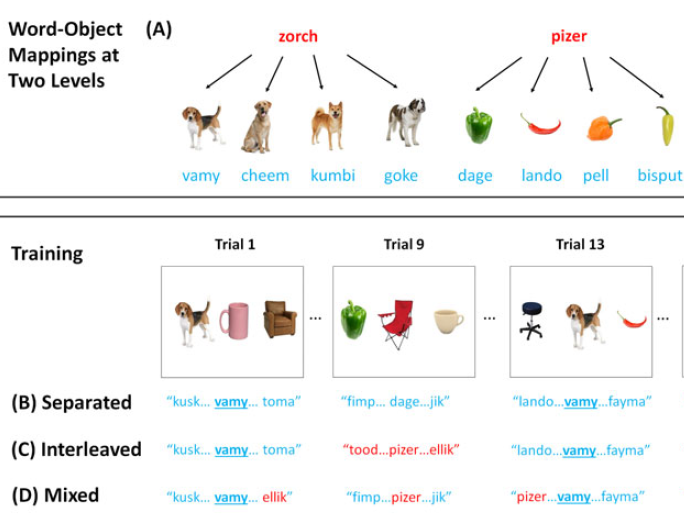 Word-Object (A)
Mappings at
Two Levels
zorch pizer
vamy cheem kumbi goke dage lando pell bisput
Training
Trial 1 Trial 9 Trial 13
... ... ...
(B) Separated "kusk... vamy... toma" "fimp... dage...jik" "lando...vamy...fayma"
(C) Interleaved "kusk... vamy... toma" "tood...pizer...ellik" "lando...vamy...fayma"
(D) Mixed "kusk... vamy... ellik" "fimp...pizer...jik" "pizer...vamy...fayma"